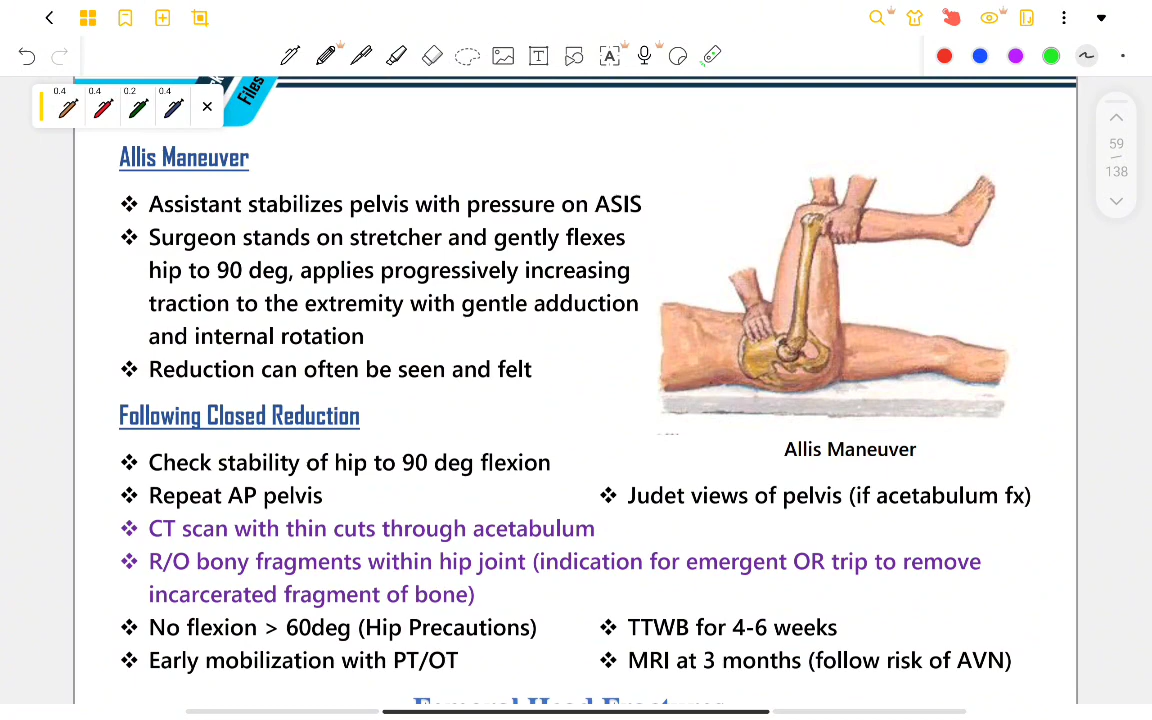 0.4 0.4 0.2 0.4
Files
59
138
Allis Maneuver
❖ Assistant stabilizes pelvis with pressure on ASIS
❖ Surgeon stands on stretcher and gently flexes
hip to 90 deg, applies progressively increasing
traction to the extremity with gentle adduction
and internal rotation
❖ Reduction can often be seen and felt
Allis Maneuver
Following Closed Reduction
❖ Check stability of hip to 90 deg flexion
❖ Repeat AP pelvis ❖ Judet views of pelvis (if acetabulum fx)
❖ CT scan with thin cuts through acetabulum
❖ R/O bony fragments within hip joint (indication for emergent OR trip to remove
incarcerated fragment of bone)
❖ No flexion > 60deg (Hip Precautions) ❖ TTWB for 4-6 weeks
❖ Early mobilization with PT/OT ❖ MRI at 3 months (follow risk of AVN)
Femoral Head Fractures